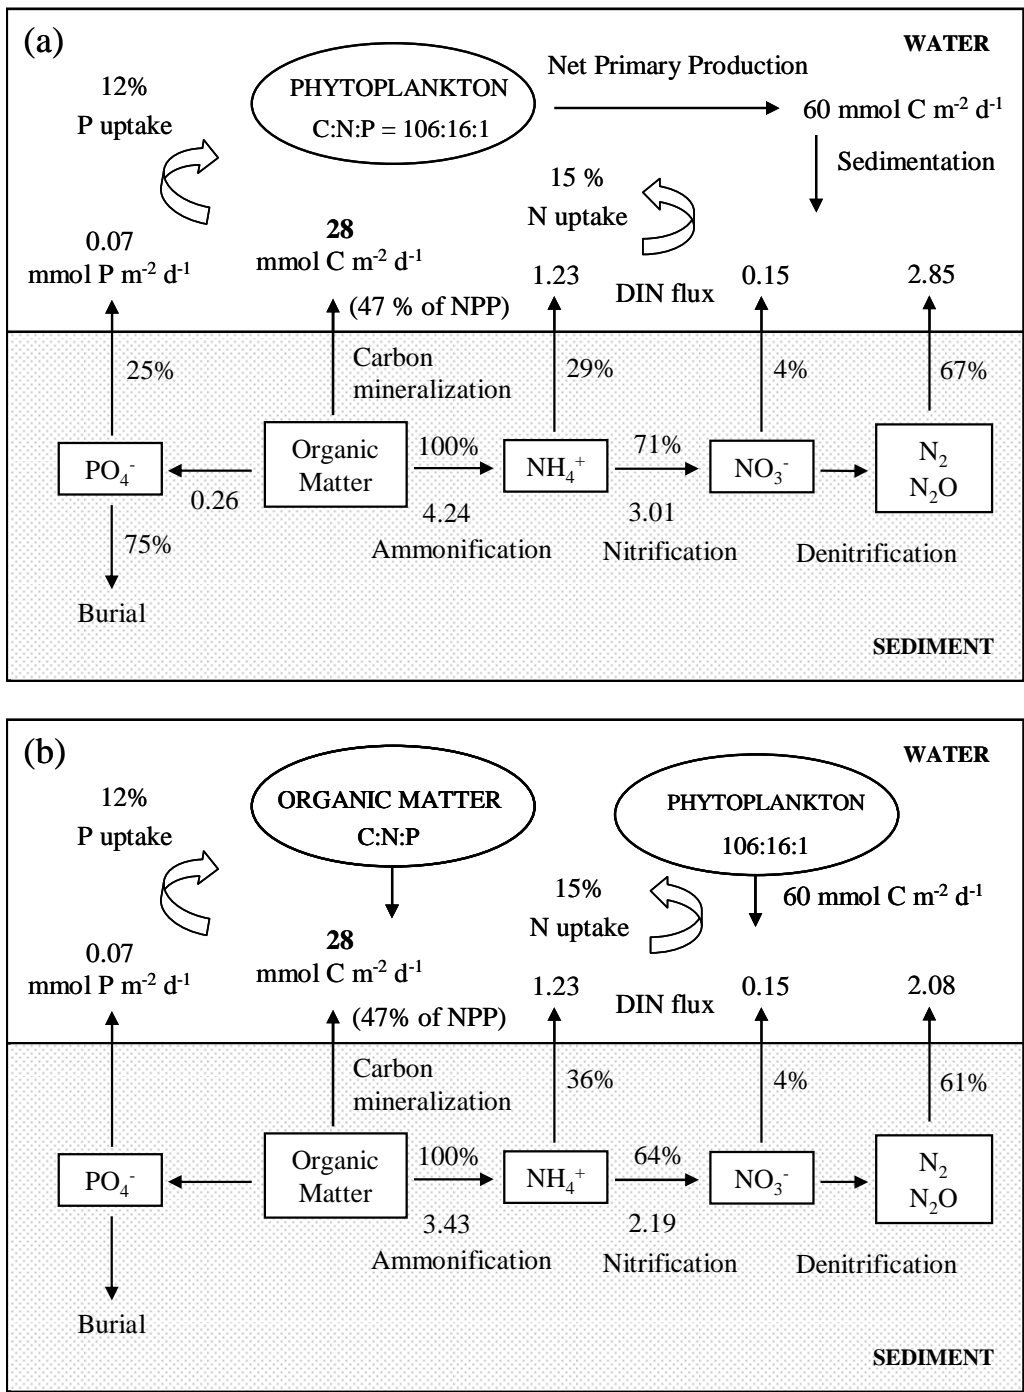 (a)
WATER
12%
P uptake
PHYTOPLANKTON
C:N:P = 106:16:1
Net Primary Production
60 mmol C m⁻² d⁻¹
Sedimentation
15 %
N uptake
0.07
mmol P m⁻² d⁻¹
28
mmol C m⁻² d⁻¹
(47 % of NPP)
1.23
DIN flux
0.15
2.85
25%
Carbon
mineralization
29%
4%
67%
PO₄⁻
0.26
Organic
Matter
100%
4.24
Ammonification
NH₄⁺
71%
3.01
Nitrification
NO₃⁻
Denitrification
N₂
N₂O
75%
Burial
SEDIMENT
(b)
WATER
12%
P uptake
ORGANIC MATTER
C:N:P
PHYTOPLANKTON
106:16:1
60 mmol C m⁻² d⁻¹
15%
N uptake
0.07
mmol P m⁻² d⁻¹
28
mmol C m⁻² d⁻¹
(47% of NPP)
1.23
DIN flux
0.15
2.08
Carbon
mineralization
36%
4%
61%
PO₄⁻
Organic
Matter
100%
3.43
Ammonification
NH₄⁺
64%
2.19
Nitrification
NO₃⁻
Denitrification
N₂
N₂O
Burial
SEDIMENT